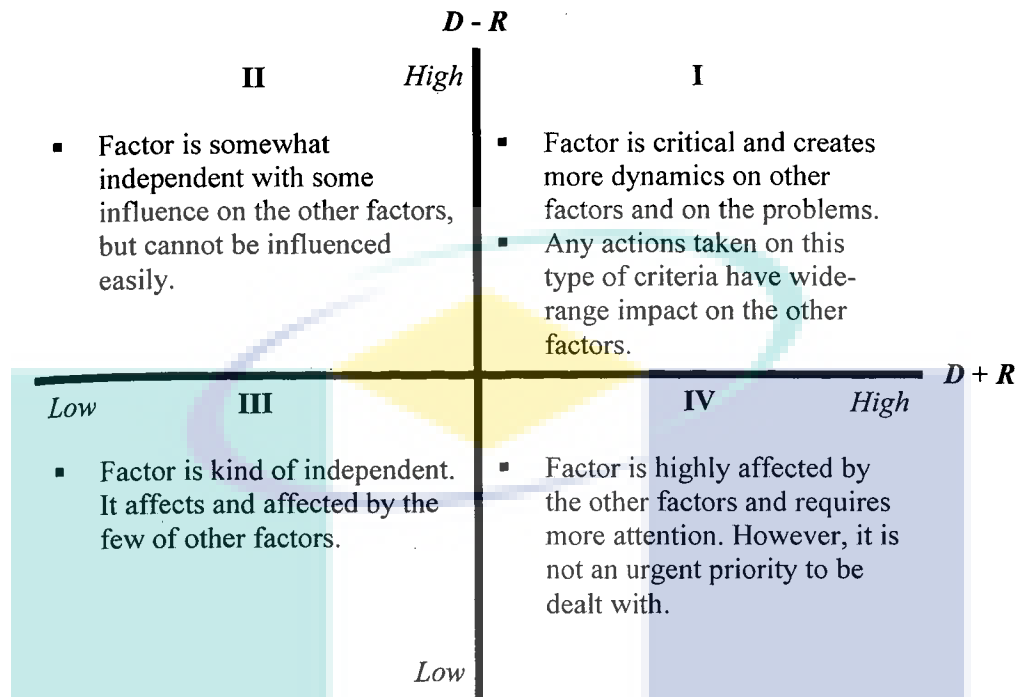 D - R
II
High
I
▪ Factor is somewhat
independent with some
influence on the other factors,
but cannot be influenced
easily.
▪ Factor is critical and creates
more dynamics on other
factors and on the problems.
▪ Any actions taken on this
type of criteria have wide-
range impact on the other
factors.
D + R
Low
III
IV
High
▪ Factor is kind of independent.
It affects and affected by the
few of other factors.
▪ Factor is highly affected by
the other factors and requires
more attention. However, it is
not an urgent priority to be
dealt with.
Low